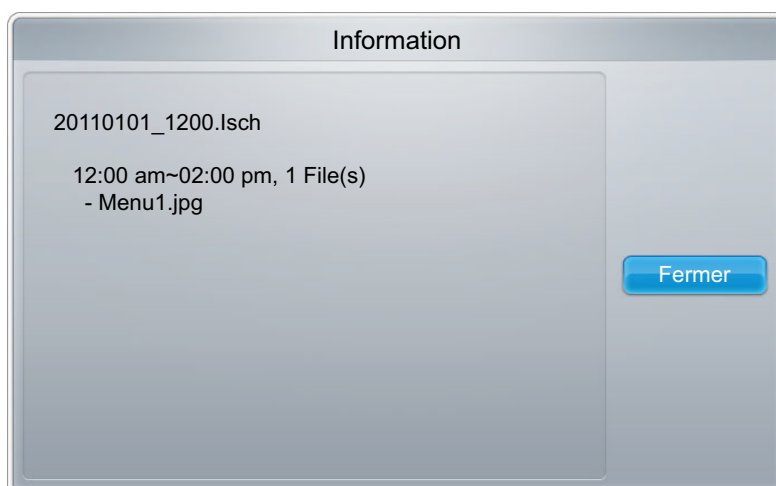 Information
20110101_1200.lsch
12:00 am~02:00 pm, 1 File(s)
- Menu1.jpg
Fermer